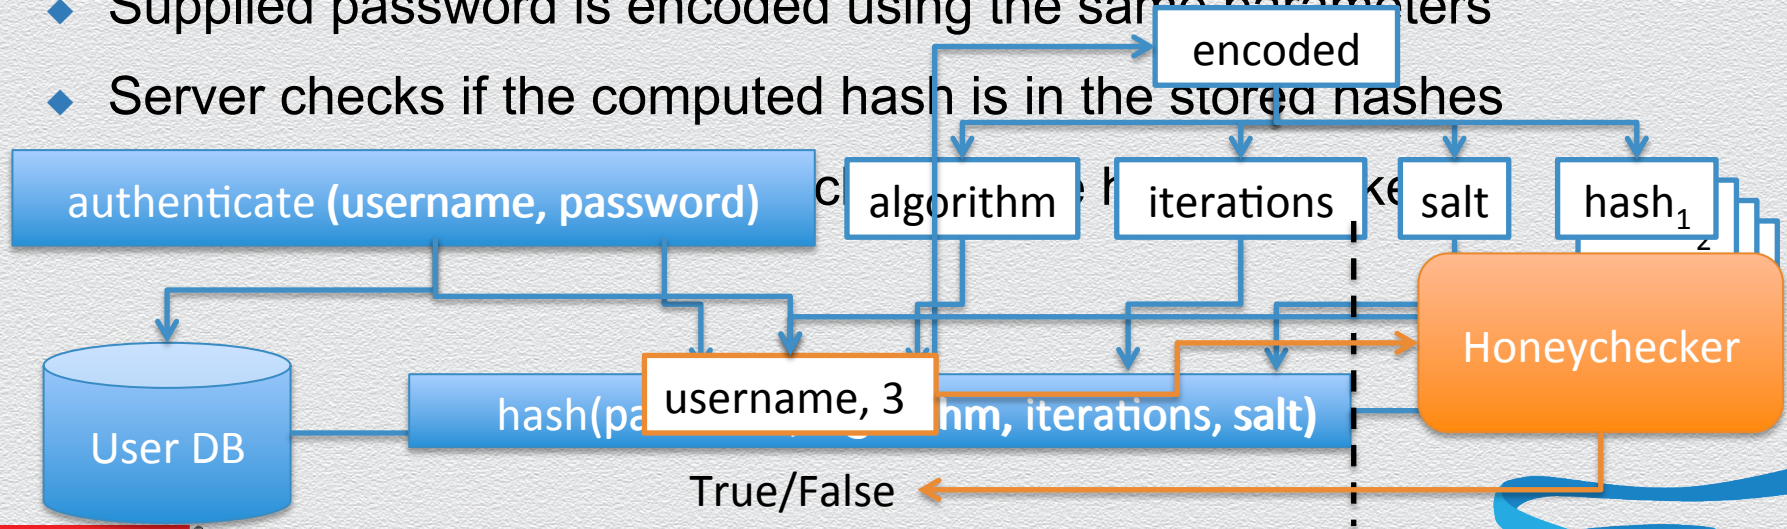 Supplied password is encoded using the same parameters
encoded
Server checks if the computed hash is in the stored hashes
authenticate (username, password)
algorithm
iterations
salt
hash1
2
Honeychecker
username, 3
hash(pa hm, iterations, salt)
User DB
True/False